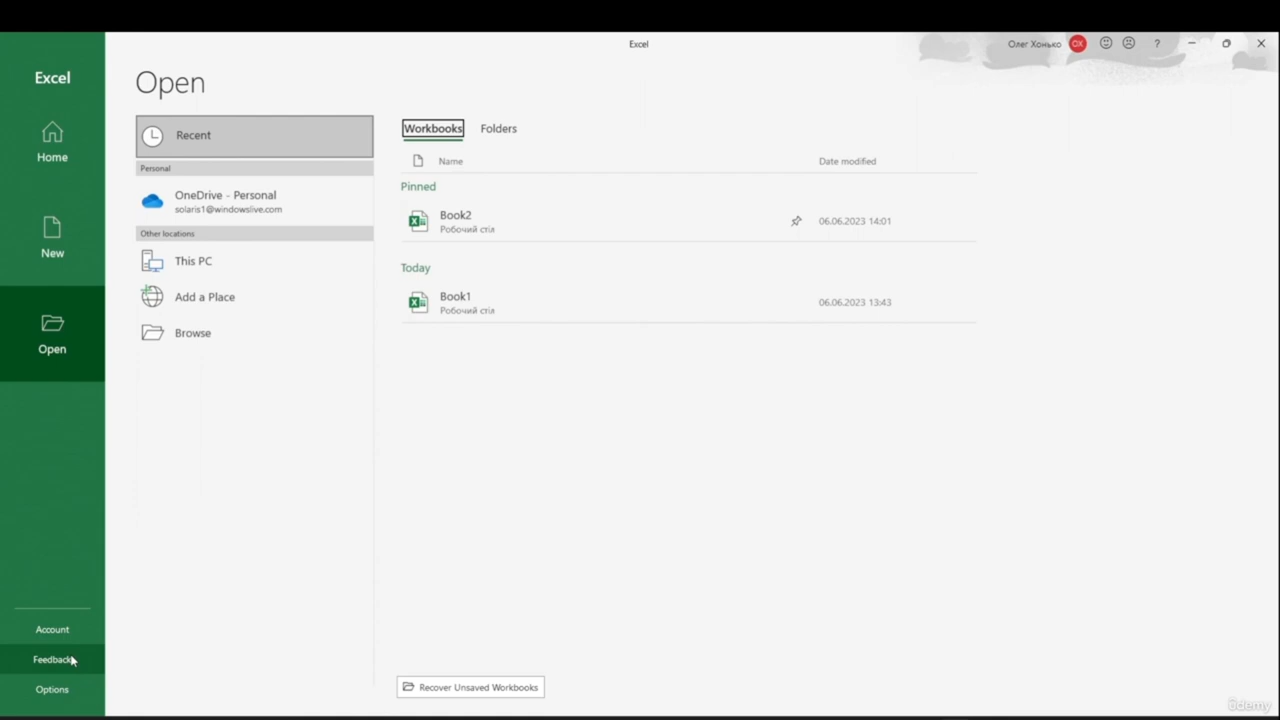 Excel
Олег Хонько
OX
?
Excel
Home
New
Open
Account
Feedback
Options
Open
Recent
Personal
OneDrive - Personal
solaris1@windowslive.com
Other locations
This PC
Add a Place
Browse
Workbooks
Folders
Name
Date modified
Pinned
Book2
06.06.2023 14:01
Робочий стіл
Today
Book1
06.06.2023 13:43
Робочий стіл
Recover Unsaved Workbooks
ûdemy